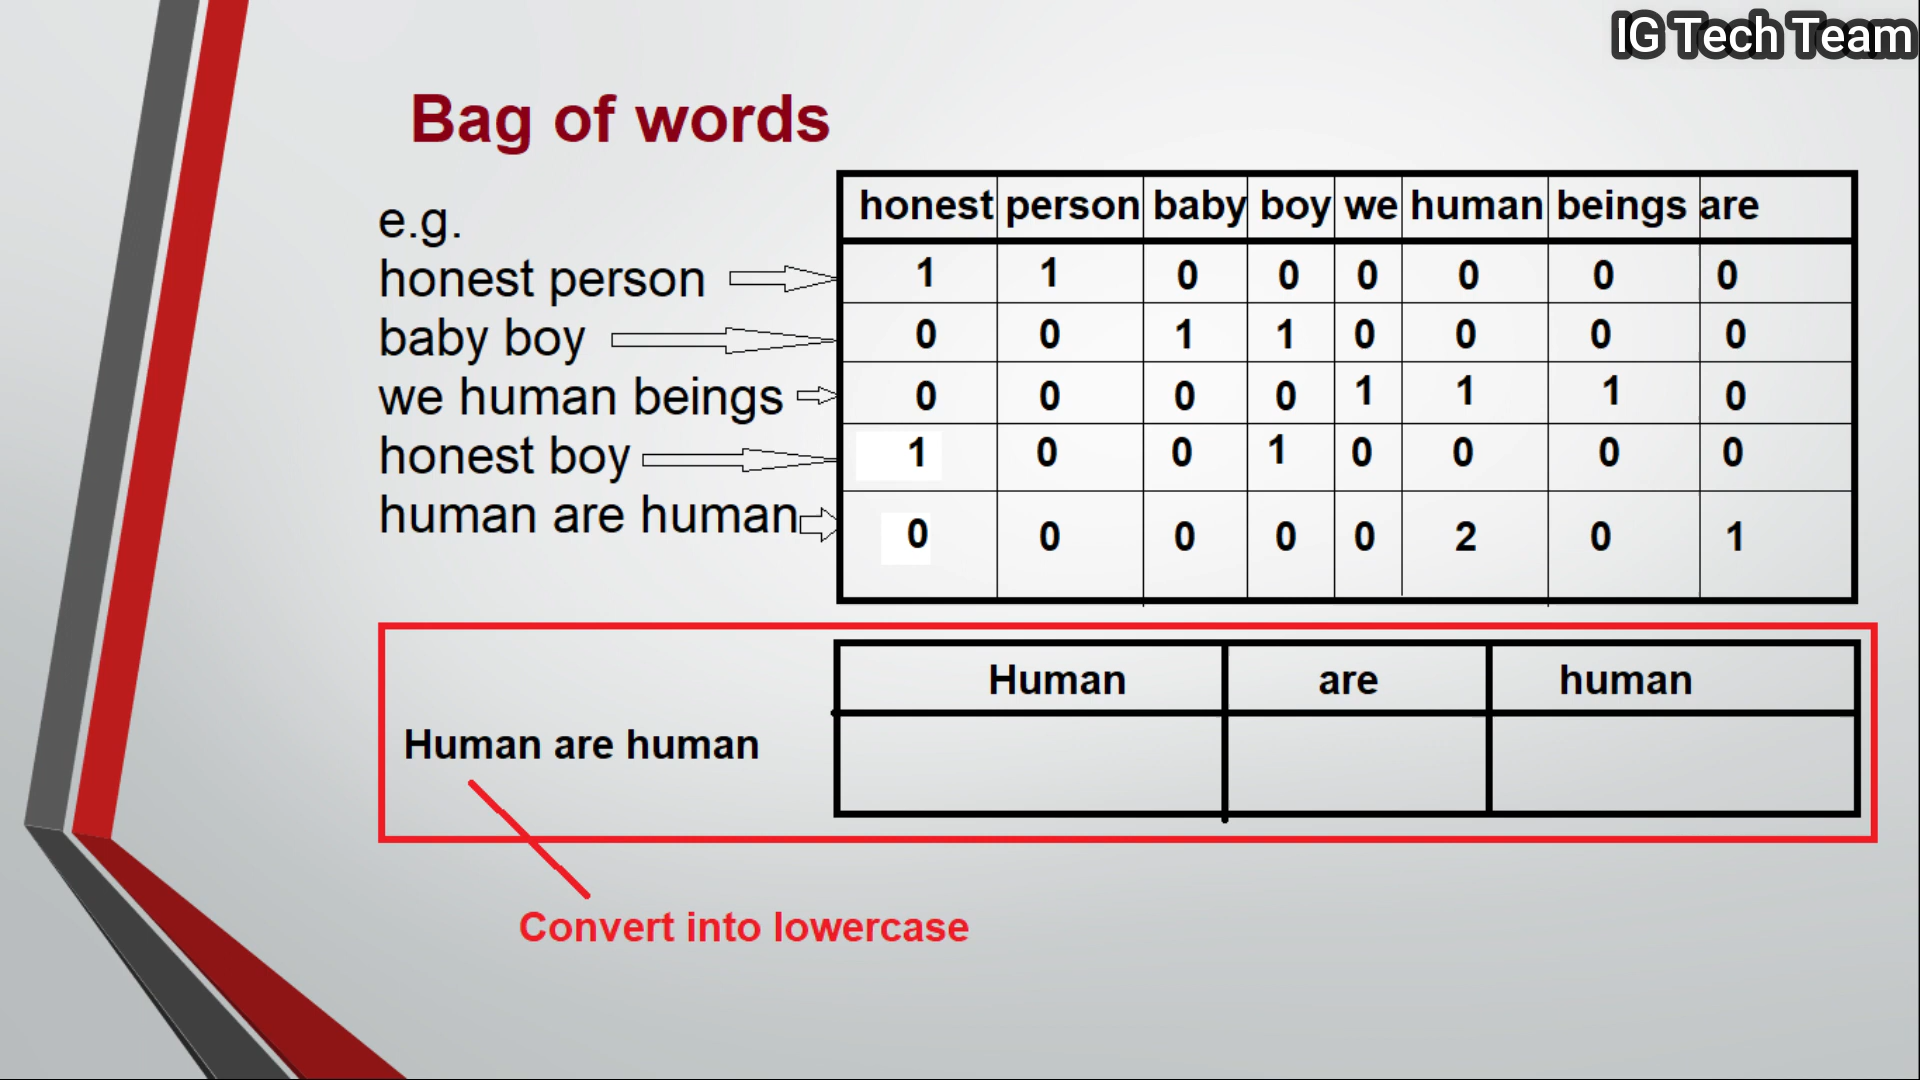 IG Tech Team
Bag of words
e.g.
honest person
baby boy
we human beings
honest boy
human are human
honest person baby boy we human beings are
1 1 0 0 0 0 0 0
0 0 1 1 0 0 0 0
0 0 0 0 1 1 1 0
1 0 0 1 0 0 0 0
0 0 0 0 0 2 0 1
Human are human
Human are human
Convert into lowercase